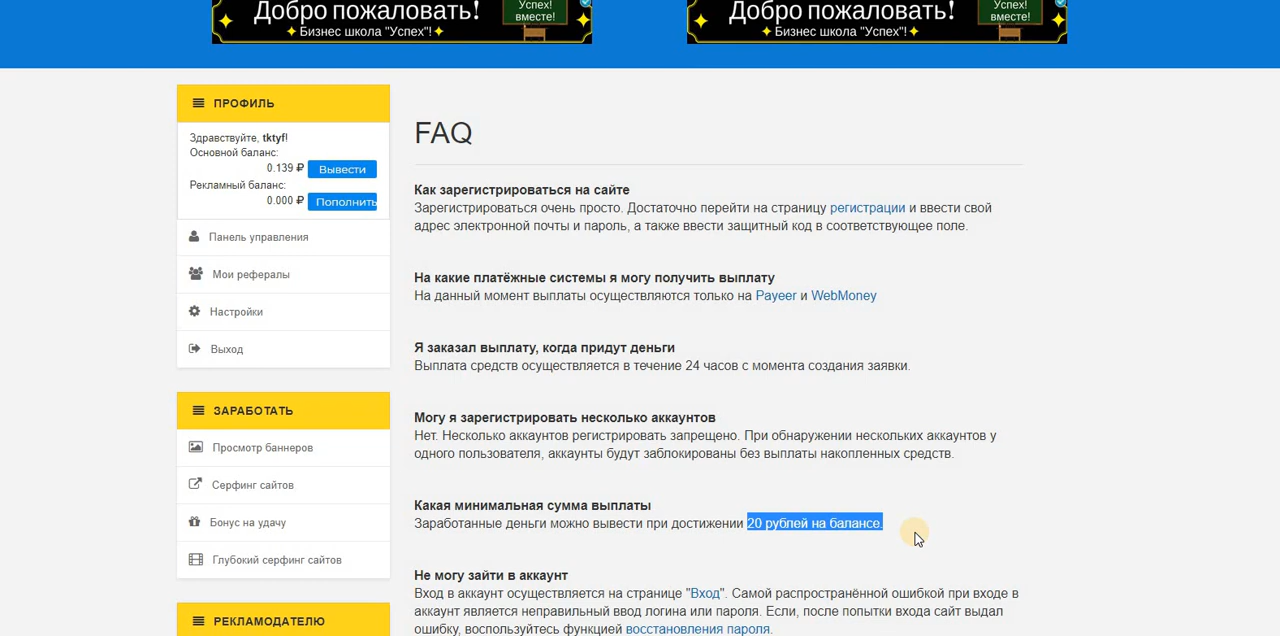 Добро пожаловать!
Успех!
вместе!
Бизнес школа "Успех"!
Добро пожаловать!
Успех!
вместе!
Бизнес школа "Успех"!
ПРОФИЛЬ
Здравствуйте, tktyf!
Основной баланс:
0.139 ₽ Вывести
Рекламный баланс:
0.000 ₽ Пополнить
Панель управления
Мои рефералы
Настройки
Выход
ЗАРАБОТАТЬ
Просмотр баннеров
Серфинг сайтов
Бонус на удачу
Глубокий серфинг сайтов
РЕКЛАМОДАТЕЛЮ
FAQ
Как зарегистрироваться на сайте
Зарегистрироваться очень просто. Достаточно перейти на страницу регистрации и ввести свой
адрес электронной почты и пароль, а также ввести защитный код в соответствующее поле.
На какие платёжные системы я могу получить выплату
На данный момент выплаты осуществляются только на Payeer и WebMoney
Я заказал выплату, когда придут деньги
Выплата средств осуществляется в течение 24 часов с момента создания заявки.
Могу я зарегистрировать несколько аккаунтов
Нет. Несколько аккаунтов регистрировать запрещено. При обнаружении нескольких аккаунтов у
одного пользователя, аккаунты будут заблокированы без выплаты накопленных средств.
Какая минимальная сумма выплаты
Заработанные деньги можно вывести при достижении 20 рублей на балансе.
Не могу зайти в аккаунт
Вход в аккаунт осуществляется на странице "Вход". Самой распространённой ошибкой при входе в
аккаунт является неправильный ввод логина или пароля. Если, после попытки входа сайт выдал
ошибку, воспользуйтесь функцией восстановления пароля.